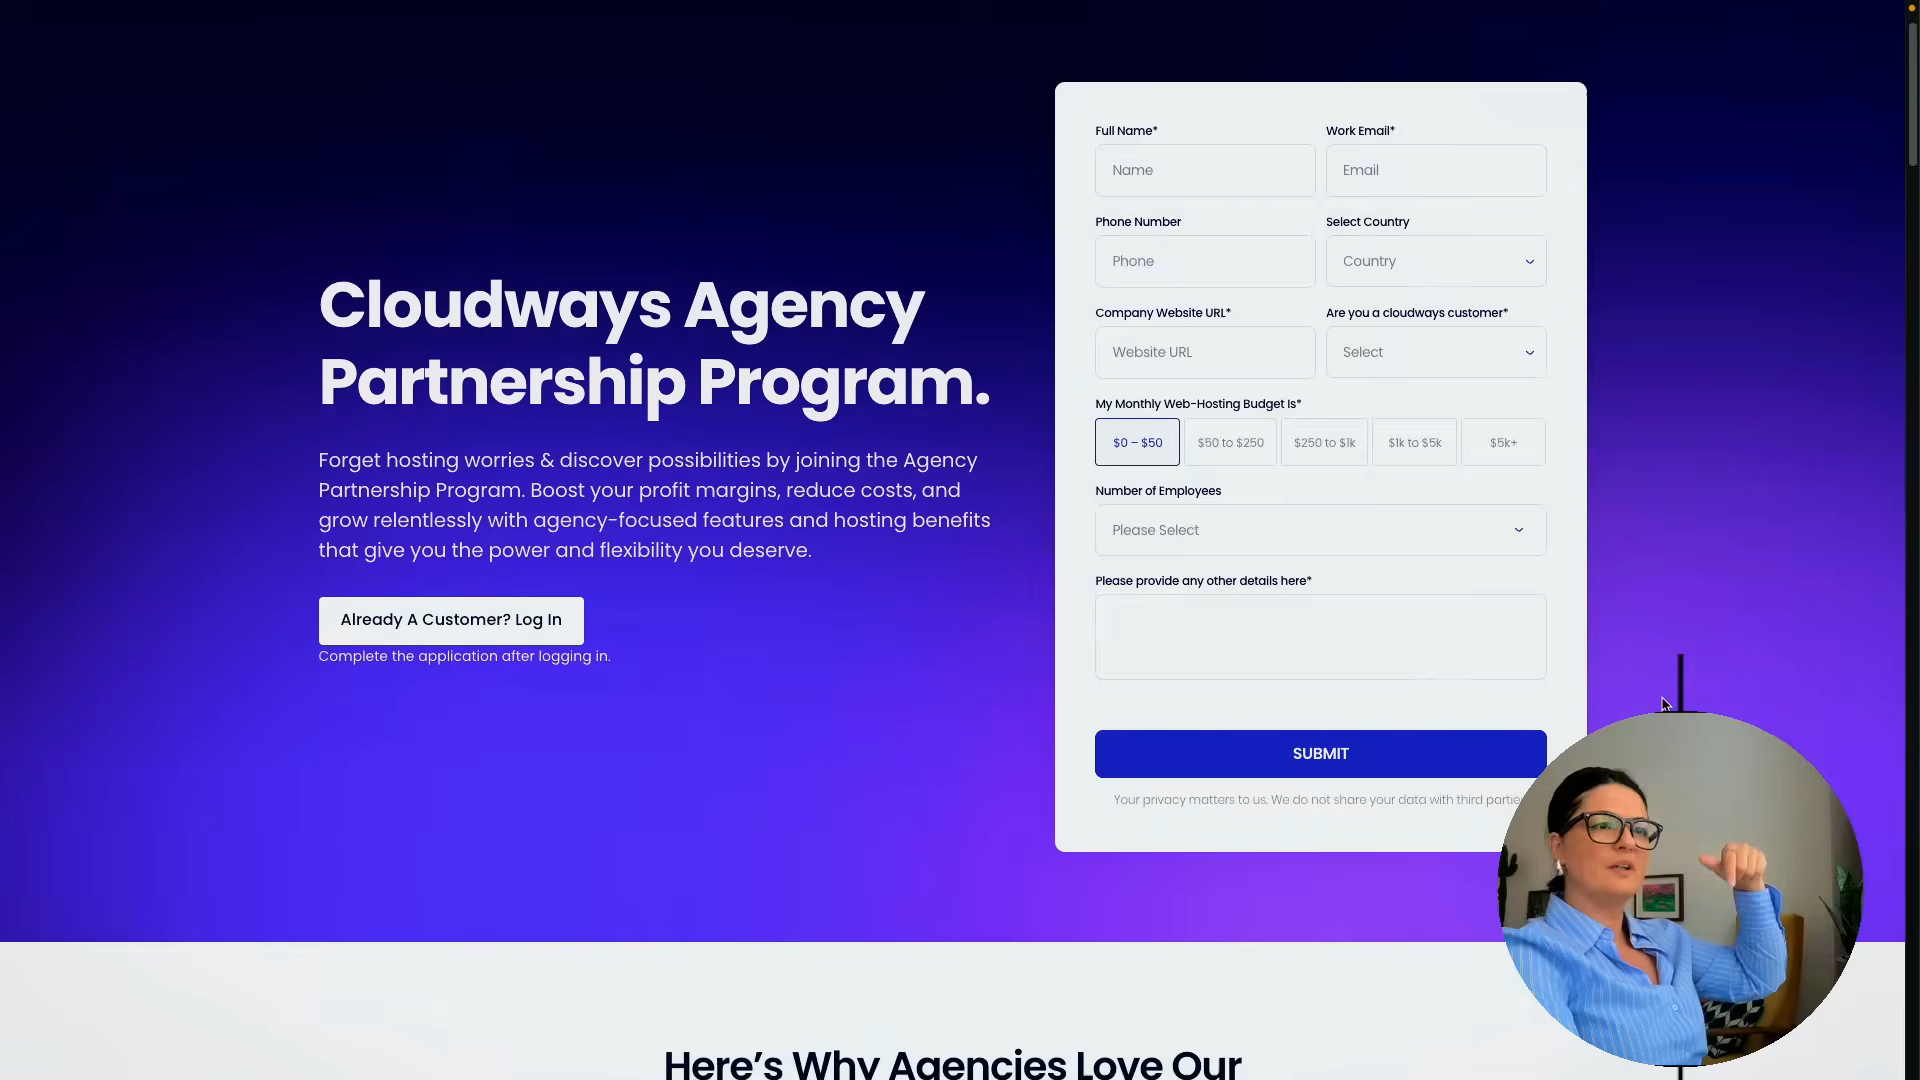 Cloudways Agency
Partnership Program.
Forget hosting worries & discover possibilities by joining the Agency
Partnership Program. Boost your profit margins, reduce costs, and
grow relentlessly with agency-focused features and hosting benefits
that give you the power and flexibility you deserve.
Already A Customer? Log In
Complete the application after logging in.
Full Name* Work Email*
Name Email
Phone Number Select Country
Phone Country
Company Website URL* Are you a cloudways customer*
Website URL Select
My Monthly Web-Hosting Budget Is*
$0 – $50 $50 to $250 $250 to $1k $1k to $5k $5k+
Number of Employees
Please Select
Please provide any other details here*
SUBMIT
Your privacy matters to us. We do not share your data with third
Here's Why Agencies Love Our